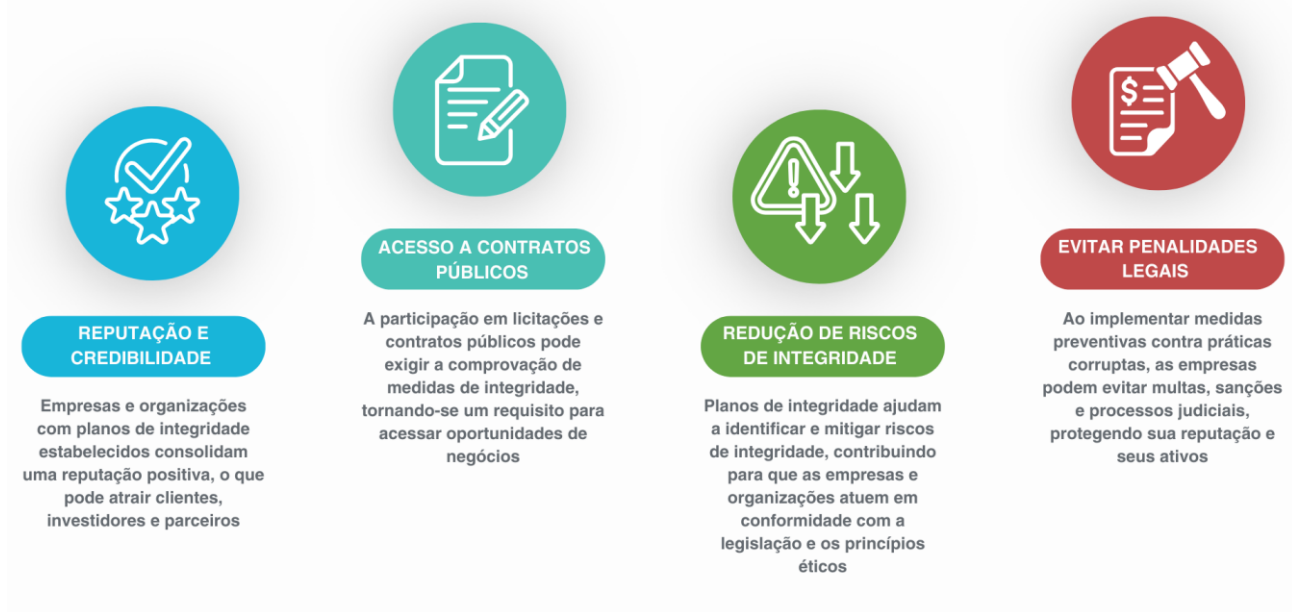 REPUTAÇÃO E
CREDIBILIDADE
Empresas e organizações
com planos de integridade
estabelecidos consolidam
uma reputação positiva, o que
pode atrair clientes,
investidores e parceiros
ACESSO A CONTRATOS
PÚBLICOS
A participação em licitações e
contratos públicos pode
exigir a comprovação de
medidas de integridade,
tornando-se um requisito para
acessar oportunidades de
negócios
REDUÇÃO DE RISCOS
DE INTEGRIDADE
Planos de integridade ajudam
a identificar e mitigar riscos
de integridade, contribuindo
para que as empresas e
organizações atuem em
conformidade com a
legislação e os princípios
éticos
$
EVITAR PENALIDADES
LEGAIS
Ao implementar medidas
preventivas contra práticas
corruptas, as empresas
podem evitar multas, sanções
e processos judiciais,
protegendo sua reputação e
seus ativos